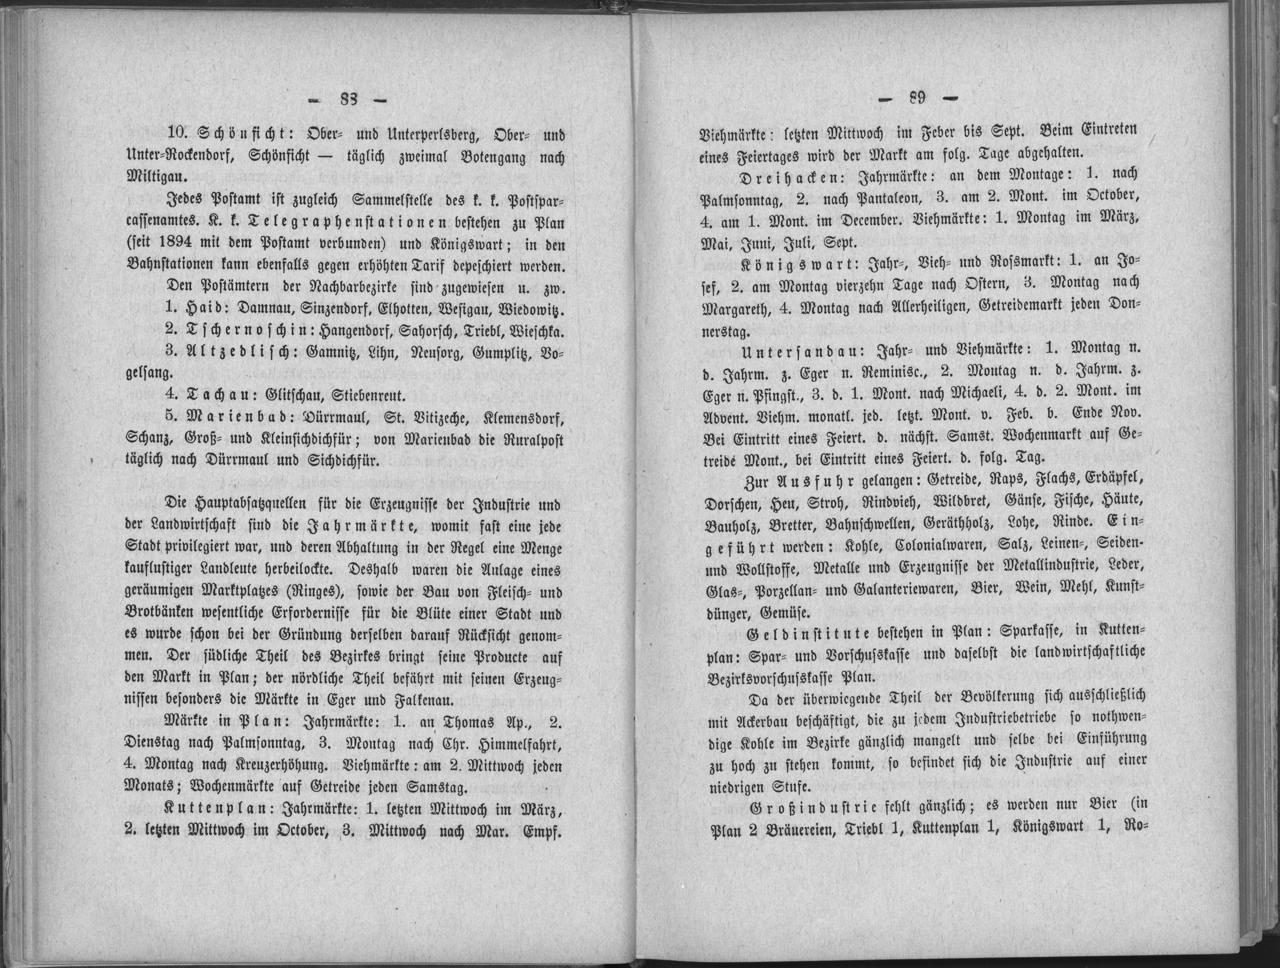 — 88 —
10. Schönficht: Ober- und Unterperlsberg, Ober- und
Unter-Rockendorf, Schönficht — täglich zweimal Botengang nach
Miltigau.
Jedes Postamt ist zugleich Sammelstelle des k. k. Postspar-
cassenamtes. K. k. Telegraphenstationen bestehen zu Plan
(seit 1894 mit dem Postamt verbunden) und Königswart; in den
Bahnstationen kann ebenfalls gegen erhöhten Tarif depeschiert werden.
Den Postämtern der Nachbarbezirke sind zugewiesen u. zw.
1. Haid: Damnau, Sinzendorf, Elhotten, Wesigau, Wiedowitz.
2. Tschernoschin: Hangendorf, Sahorsch, Triebl, Wieschka.
3. Altzedlisch: Gamnitz, Lihn, Neusorg, Gumplitz, Vo-
gelsang.
4. Tachau: Glitschau, Stiebenreut.
5. Marienbad: Dürrmaul, St. Vitizeche, Klemensdorf,
Schanz, Groß- und Kleinsichdichfür; von Marienbad die Ruralpost
täglich nach Dürrmaul und Sichdichfür.
Die Hauptabsatzquellen für die Erzeugnisse der Industrie und
der Landwirtschaft sind die Jahrmärkte, womit fast eine jede
Stadt privilegiert war, und deren Abhaltung in der Regel eine Menge
kauflustiger Landleute herbeilockte. Deshalb waren die Anlage eines
geräumigen Marktplatzes (Ringes), sowie der Bau von Fleisch- und
Brotbänken wesentliche Erfordernisse für die Blüte einer Stadt und
es wurde schon bei der Gründung derselben darauf Rücksicht genom-
men. Der südliche Theil des Bezirkes bringt seine Producte auf
den Markt in Plan; der nördliche Theil befährt mit seinen Erzeug-
nissen besonders die Märkte in Eger und Falkenau.
Märkte in Plan: Jahrmärkte: 1. an Thomas Ap., 2.
Dienstag nach Palmsonntag, 3. Montag nach Chr. Himmelfahrt,
4. Montag nach Kreuzerhöhung. Viehmärkte: am 2. Mittwoch jeden
Monats; Wochenmärkte auf Getreide jeden Samstag.
Kuttenplan: Jahrmärkte: 1. letzten Mittwoch im März,
2. letzten Mittwoch im October, 3. Mittwoch nach Mar. Empf.
— 89 —
Viehmärkte: letzten Mittwoch im Feber bis Sept. Beim Eintreten
eines Feiertages wird der Markt am folg. Tage abgehalten.
Dreihacken: Jahrmärkte: an dem Montage: 1. nach
Palmsonntag, 2. nach Pantaleon, 3. am 2. Mont. im October,
4. am 1. Mont. im December. Viehmärkte: 1. Montag im März,
Mai, Juni, Juli, Sept.
Königswart: Jahr-, Vieh- und Rossmarkt: 1. an Jo-
sef, 2. am Montag vierzehn Tage nach Ostern, 3. Montag nach
Margareth, 4. Montag nach Allerheiligen, Getreidemarkt jeden Don-
nerstag.
Untersandau: Jahr- und Viehmärkte: 1. Montag n.
d. Jahrm. z. Eger n. Reminisc., 2. Montag n. d. Jahrm. z.
Eger n. Pfingst., 3. d. 1. Mont. nach Michaeli, 4. d. 2. Mont. im
Advent. Viehm. monatl. jed. letzt. Mont. v. Feb. b. Ende Nov.
Bei Eintritt eines Feiert. d. nächst. Samst. Wochenmarkt auf Ge-
treide Mont., bei Eintritt eines Feiert. d. folg. Tag.
Zur Ausfuhr gelangen: Getreide, Raps, Flachs, Erdäpfel,
Dorschen, Heu, Stroh, Rindvieh, Wildbret, Gänse, Fische, Häute,
Bauholz, Bretter, Bahnschwellen, Geräthholz, Lohe, Rinde. Ein-
geführt werden: Kohle, Colonialwaren, Salz, Leinen-, Seiden-
und Wollstoffe, Metalle und Erzeugnisse der Metallindustrie, Leder,
Glas-, Porzellan- und Galanteriewaren, Bier, Wein, Mehl, Kunst-
dünger, Gemüse.
Geldinstitute bestehen in Plan: Sparkasse, in Kutten-
plan: Spar- und Vorschusskasse und daselbst die landwirtschaftliche
Bezirksvorschusskasse Plan.
Da der überwiegende Theil der Bevölkerung sich ausschließlich
mit Ackerbau beschäftigt, die zu jedem Industriebetriebe so nothwen-
dige Kohle im Bezirke gänzlich mangelt und selbe bei Einführung
zu hoch zu stehen kommt, so befindet sich die Industrie auf einer
niedrigen Stufe.
Großindustrie fehlt gänzlich; es werden nur Bier (in
Plan 2 Bräuereien, Triebl 1, Kuttenplan 1, Königswart 1, Ro-